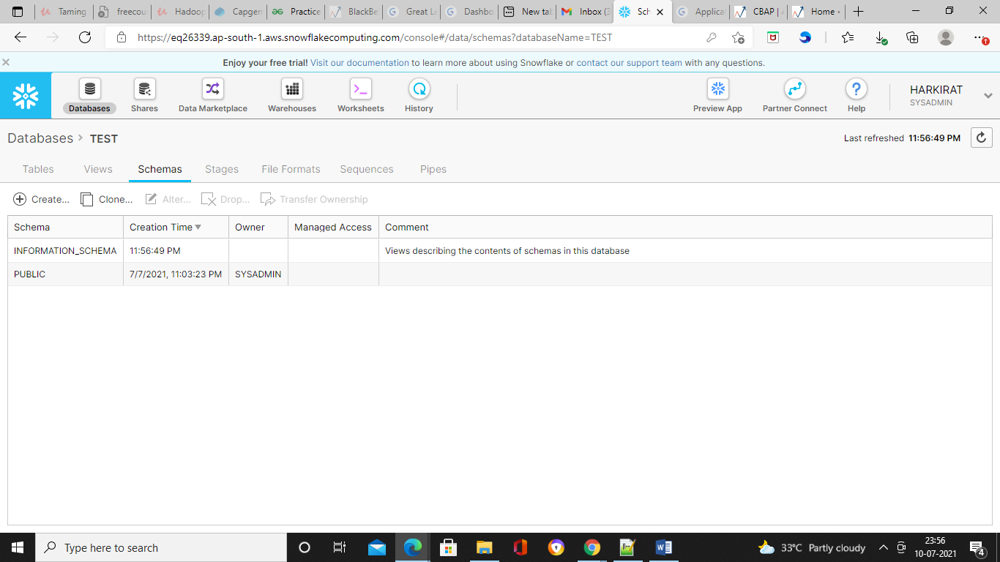 Taming
freecour
Hadoop
Capgem
Practice
BlackBe
Great Le
Dashbo
New tab
Inbox (3
Sch
Applicat
CBAP | A
Home -
https://eq26339.ap-south-1.aws.snowflakecomputing.com/console#/data/schemas?databaseName=TEST
Enjoy your free trial! Visit our documentation to learn more about using Snowflake or contact our support team with any questions.
Databases
Shares
Data Marketplace
Warehouses
Worksheets
History
Preview App
Partner Connect
Help
HARKIRAT
SYSADMIN
Databases > TEST
Last refreshed 11:56:49 PM
Tables Views Schemas Stages File Formats Sequences Pipes
Create... Clone... Alter... Drop... Transfer Ownership
Schema Creation Time Owner Managed Access Comment
INFORMATION_SCHEMA 11:56:49 PM Views describing the contents of schemas in this database
PUBLIC 7/7/2021, 11:03:23 PM SYSADMIN
Type here to search
33°C Partly cloudy
23:56
10-07-2021
4